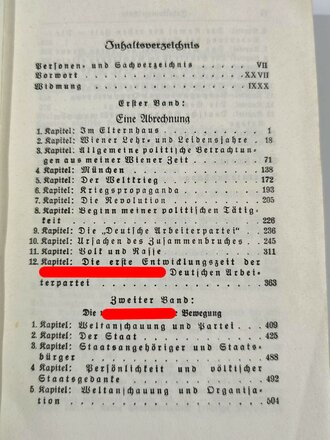 Inhaltsverzeichnis
Personen- und Sachverzeichnis . . . . . . . VII
Vorwort . . . . . . . . . . . . . . . . XXVII
Widmung . . . . . . . . . . . . . . . . IXXX
Erster Band:
Eine Abrechnung
1. Kapitel: Im Elternhaus . . . . . . . . . 1
2. Kapitel: Wiener Lehr- und Leidensjahre . 18
3. Kapitel: Allgemeine politische Betrachtun-
gen aus meiner Wiener Zeit . . . . 71
4. Kapitel: München . . . . . . . . . . . 138
5. Kapitel: Der Weltkrieg . . . . . . . . 172
6. Kapitel: Kriegspropaganda . . . . . . . 193
7. Kapitel: Die Revolution . . . . . . . . 205
8. Kapitel: Beginn meiner politischen Tätig-
keit . . . . . . . . . . . . . . . 226
9. Kapitel: Die „Deutsche Arbeiterpartei“ . 236
10. Kapitel: Ursachen des Zusammenbruches . 245
11. Kapitel: Volk und Rasse . . . . . . . . 311
12. Kapitel: Die erste Entwicklungszeit der
Deutschen Arbei-
terpartei . . . . . . . . . . . . . 363
Zweiter Band:
Die Bewegung
1. Kapitel: Weltanschauung und Partei . . . 409
2. Kapitel: Der Staat . . . . . . . . . . . 425
3. Kapitel: Staatsangehöriger und Staats-
bürger . . . . . . . . . . . . . . 488
4. Kapitel: Persönlichkeit und völkischer
Staatsgedanke . . . . . . . . . . . 492
5. Kapitel: Weltanschauung und Organisa-
tion . . . . . . . . . . . . . . . 504